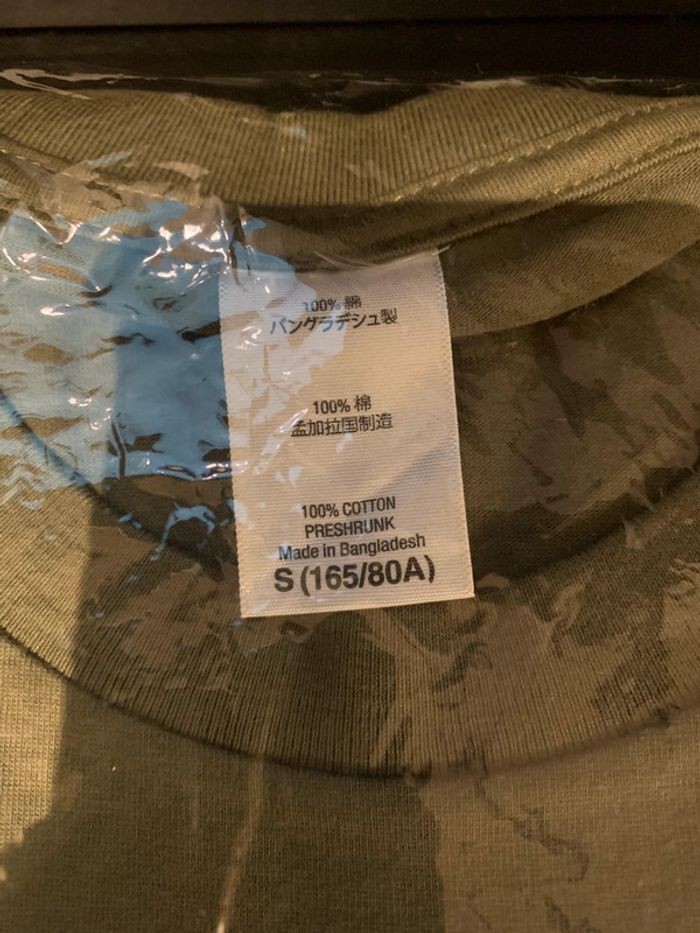 100% 綿
バングラデシュ製
100% 棉
孟加拉国制造
100% COTTON
PRESHRUNK
Made in Bangladesh
S (165/80A)